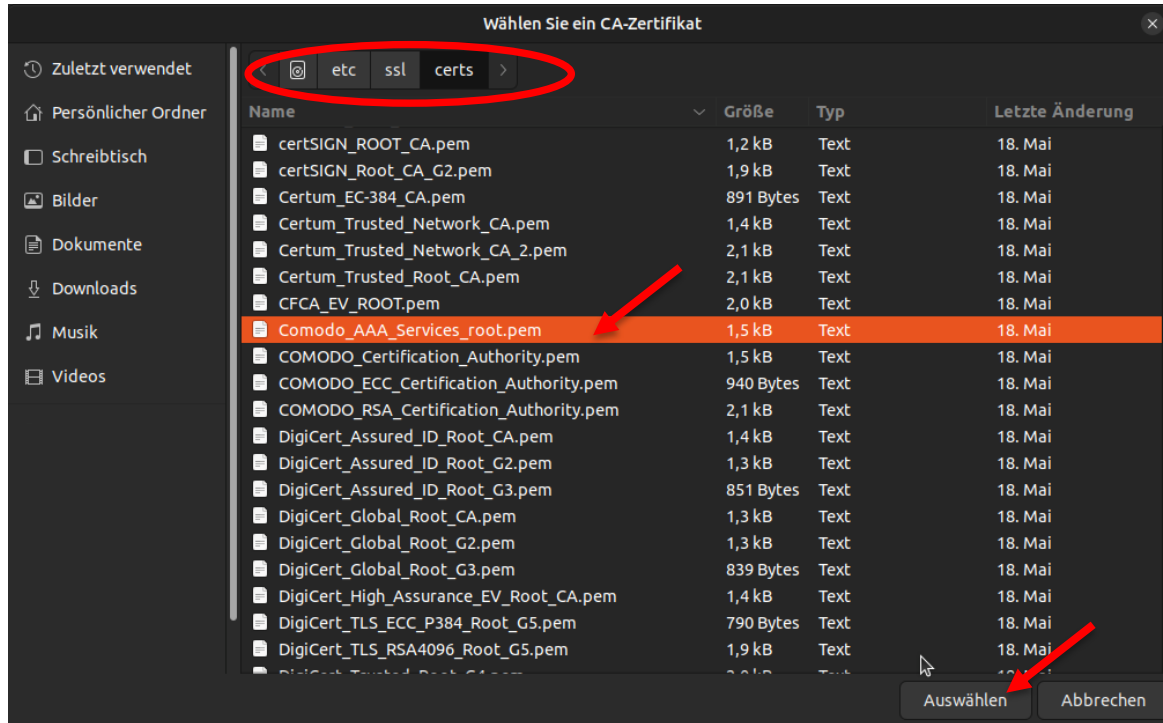 Wählen Sie ein CA-Zertifikat
Zuletzt verwendet
Persönlicher Ordner
Schreibtisch
Bilder
Dokumente
Downloads
Musik
Videos
etc ssl certs
Name Größe Typ Letzte Änderung
certSIGN_ROOT_CA.pem 1,2 kB Text 18. Mai
certSIGN_Root_CA_G2.pem 1,9 kB Text 18. Mai
Certum_EC-384_CA.pem 891 Bytes Text 18. Mai
Certum_Trusted_Network_CA.pem 1,4 kB Text 18. Mai
Certum_Trusted_Network_CA_2.pem 2,1 kB Text 18. Mai
Certum_Trusted_Root_CA.pem 2,1 kB Text 18. Mai
CFCA_EV_ROOT.pem 2,0 kB Text 18. Mai
Comodo_AAA_Services_root.pem 1,5 kB Text 18. Mai
COMODO_Certification_Authority.pem 1,5 kB Text 18. Mai
COMODO_ECC_Certification_Authority.pem 940 Bytes Text 18. Mai
COMODO_RSA_Certification_Authority.pem 2,1 kB Text 18. Mai
DigiCert_Assured_ID_Root_CA.pem 1,4 kB Text 18. Mai
DigiCert_Assured_ID_Root_G2.pem 1,3 kB Text 18. Mai
DigiCert_Assured_ID_Root_G3.pem 851 Bytes Text 18. Mai
DigiCert_Global_Root_CA.pem 1,3 kB Text 18. Mai
DigiCert_Global_Root_G2.pem 1,3 kB Text 18. Mai
DigiCert_Global_Root_G3.pem 839 Bytes Text 18. Mai
DigiCert_High_Assurance_EV_Root_CA.pem 1,4 kB Text 18. Mai
DigiCert_TLS_ECC_P384_Root_G5.pem 790 Bytes Text 18. Mai
DigiCert_TLS_RSA4096_Root_G5.pem 1,9 kB Text 18. Mai
Auswählen Abbrechen